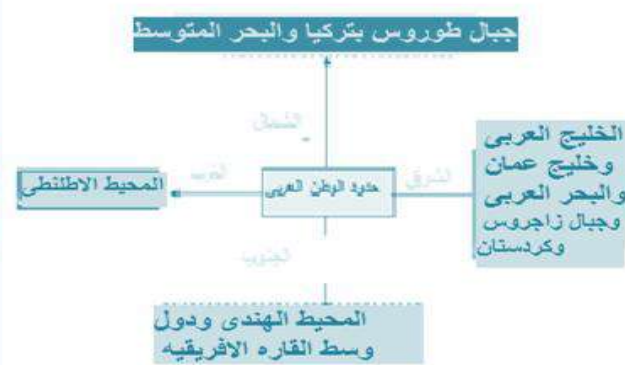 جبال طوروس بتركيا والبحر المتوسط
الشمال
الخليج العربى
وخليج عمان
والبحر العربى
وجبال زاجروس
وكردستان
الشرق
حدود الوطن العربى
الغرب
المحيط الاطلنطى
الجنوب
المحيط الهندى ودول
وسط القاره الافريقيه